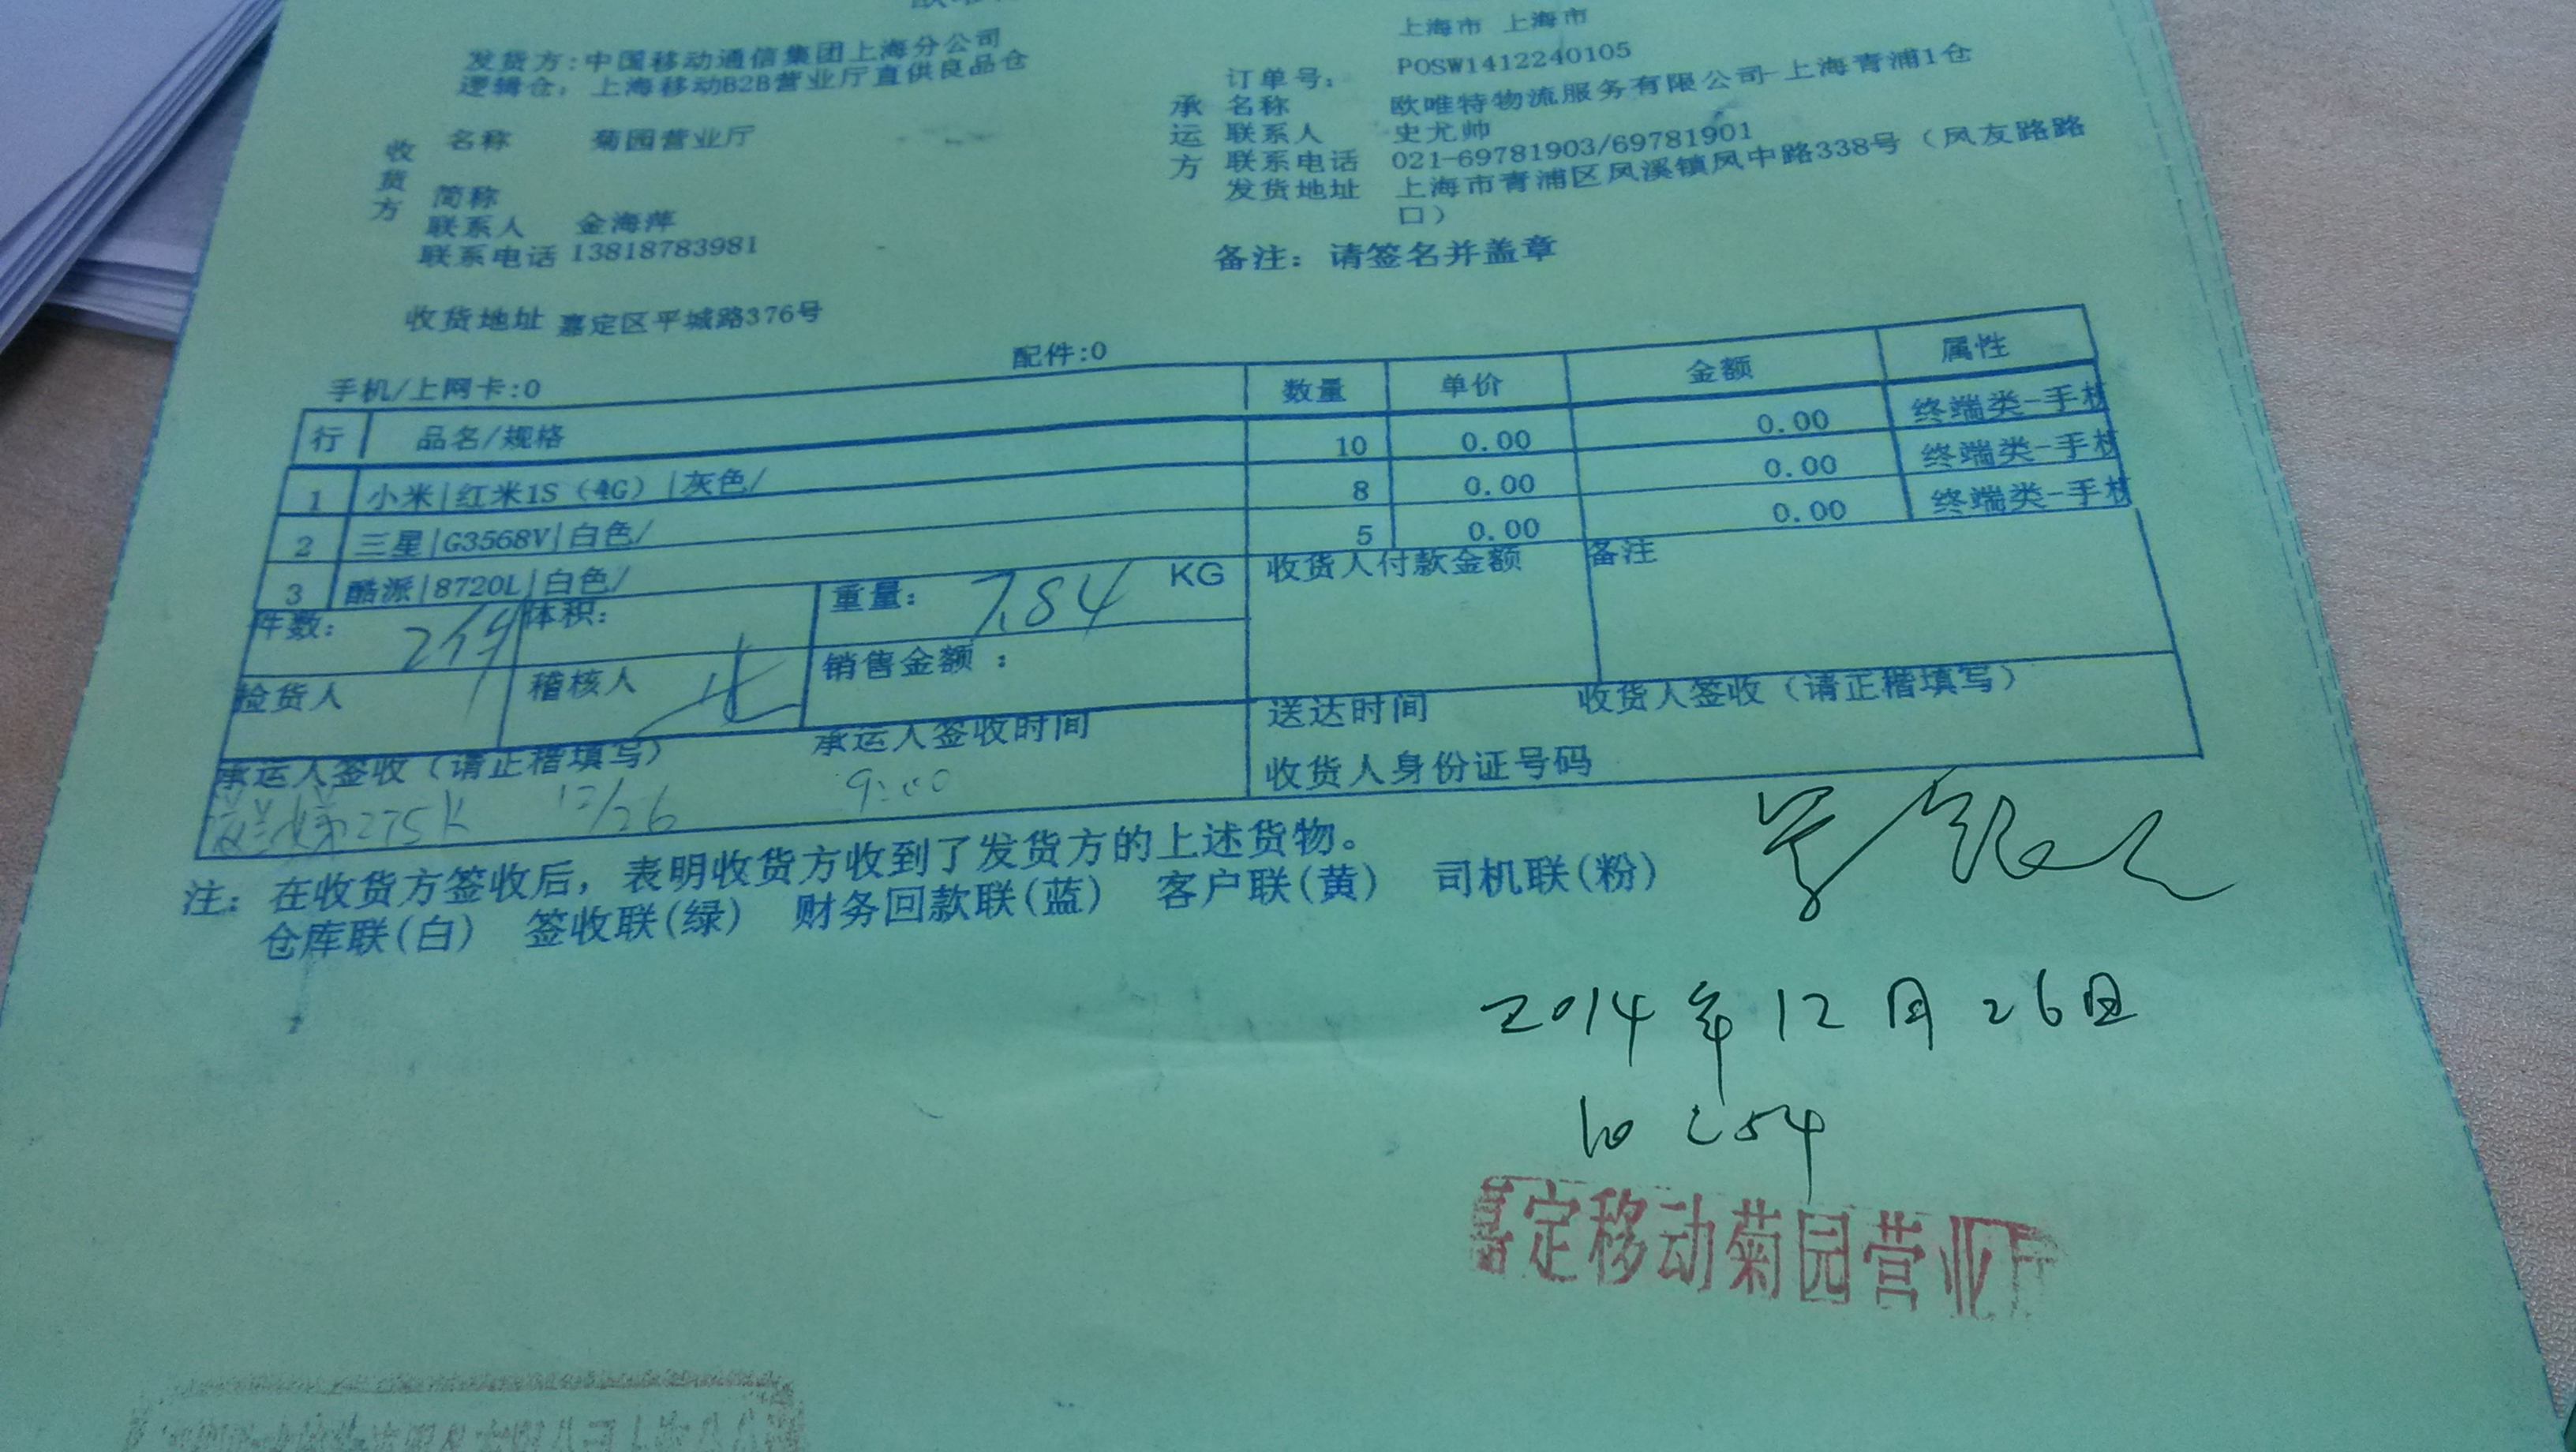 发货方:中国移动通信集团上海分公司
逻辑仓: 上海移动B2B营业厅直供良品仓
收货方
名称 菊园营业厅
简称
联系人 金海萍
联系电话 13818783981
收货地址 嘉定区平城路376号
上海市 上海市
订单号: POSW1412240105
承运方
名称 欧唯特物流服务有限公司-上海青浦1仓
联系人 史尤帅
联系电话 021-69781903/69781901
发货地址 上海市青浦区凤溪镇凤中路338号(凤友路路
口)
备注: 请签名并盖章
手机/上网卡:0 配件:0
行 品名/规格 数量 单价 金额 属性
1 小米|红米1S(4G)|灰色/ 10 0.00 0.00 终端类-手机
2 三星|G3568V|白色/ 8 0.00 0.00 终端类-手机
3 酷派|8720L|白色/ 5 0.00 0.00 终端类-手机
件数: 体积: 重量: 7.84 KG 收货人付款金额 备注
捡货人 稽核人 销售金额 :
承运人签收(请正楷填写) 承运人签收时间 送达时间 收货人签收(请正楷填写)
275K 12/26 9:00 收货人身份证号码
注: 在收货方签收后, 表明收货方收到了发货方的上述货物。
仓库联(白) 签收联(绿) 财务回款联(蓝) 客户联(黄) 司机联(粉)
2014年12月26日
10:54
嘉定移动菊园营业厅